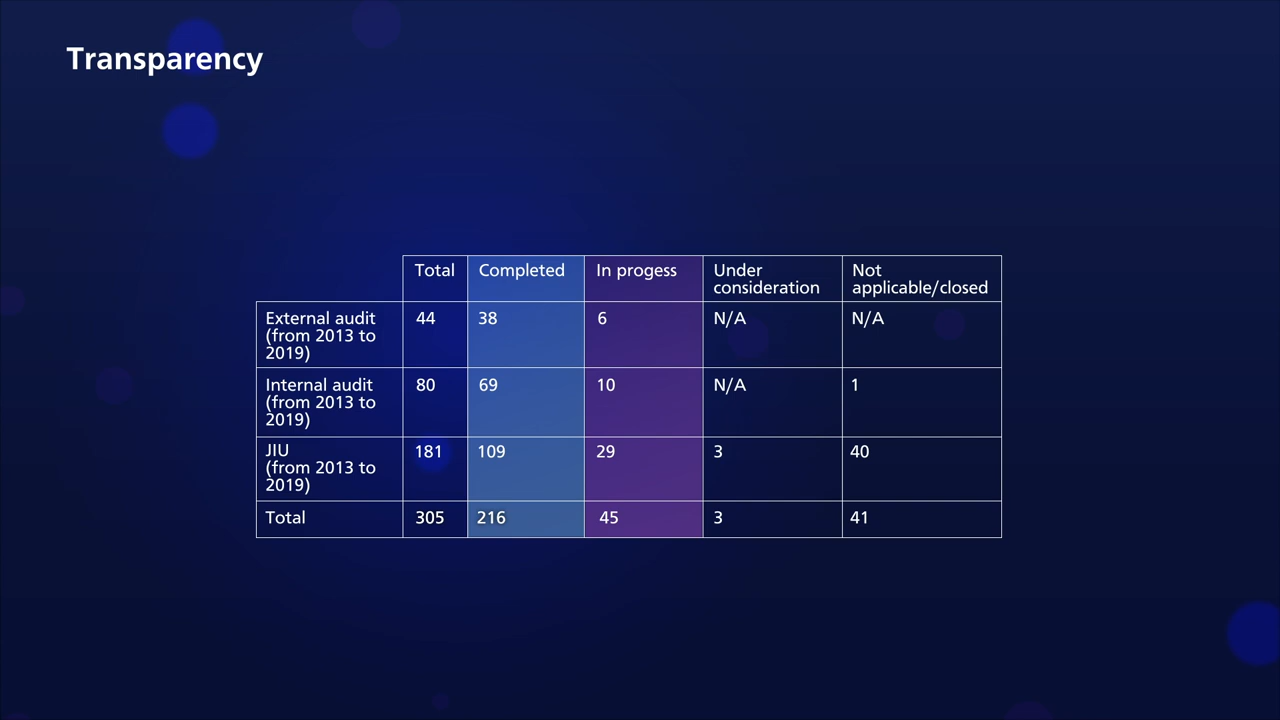 Transparency
Total Completed In progess Under consideration Not applicable/closed
External audit (from 2013 to 2019) 44 38 6 N/A N/A
Internal audit (from 2013 to 2019) 80 69 10 N/A 1
JIU (from 2013 to 2019) 181 109 29 3 40
Total 305 216 45 3 41